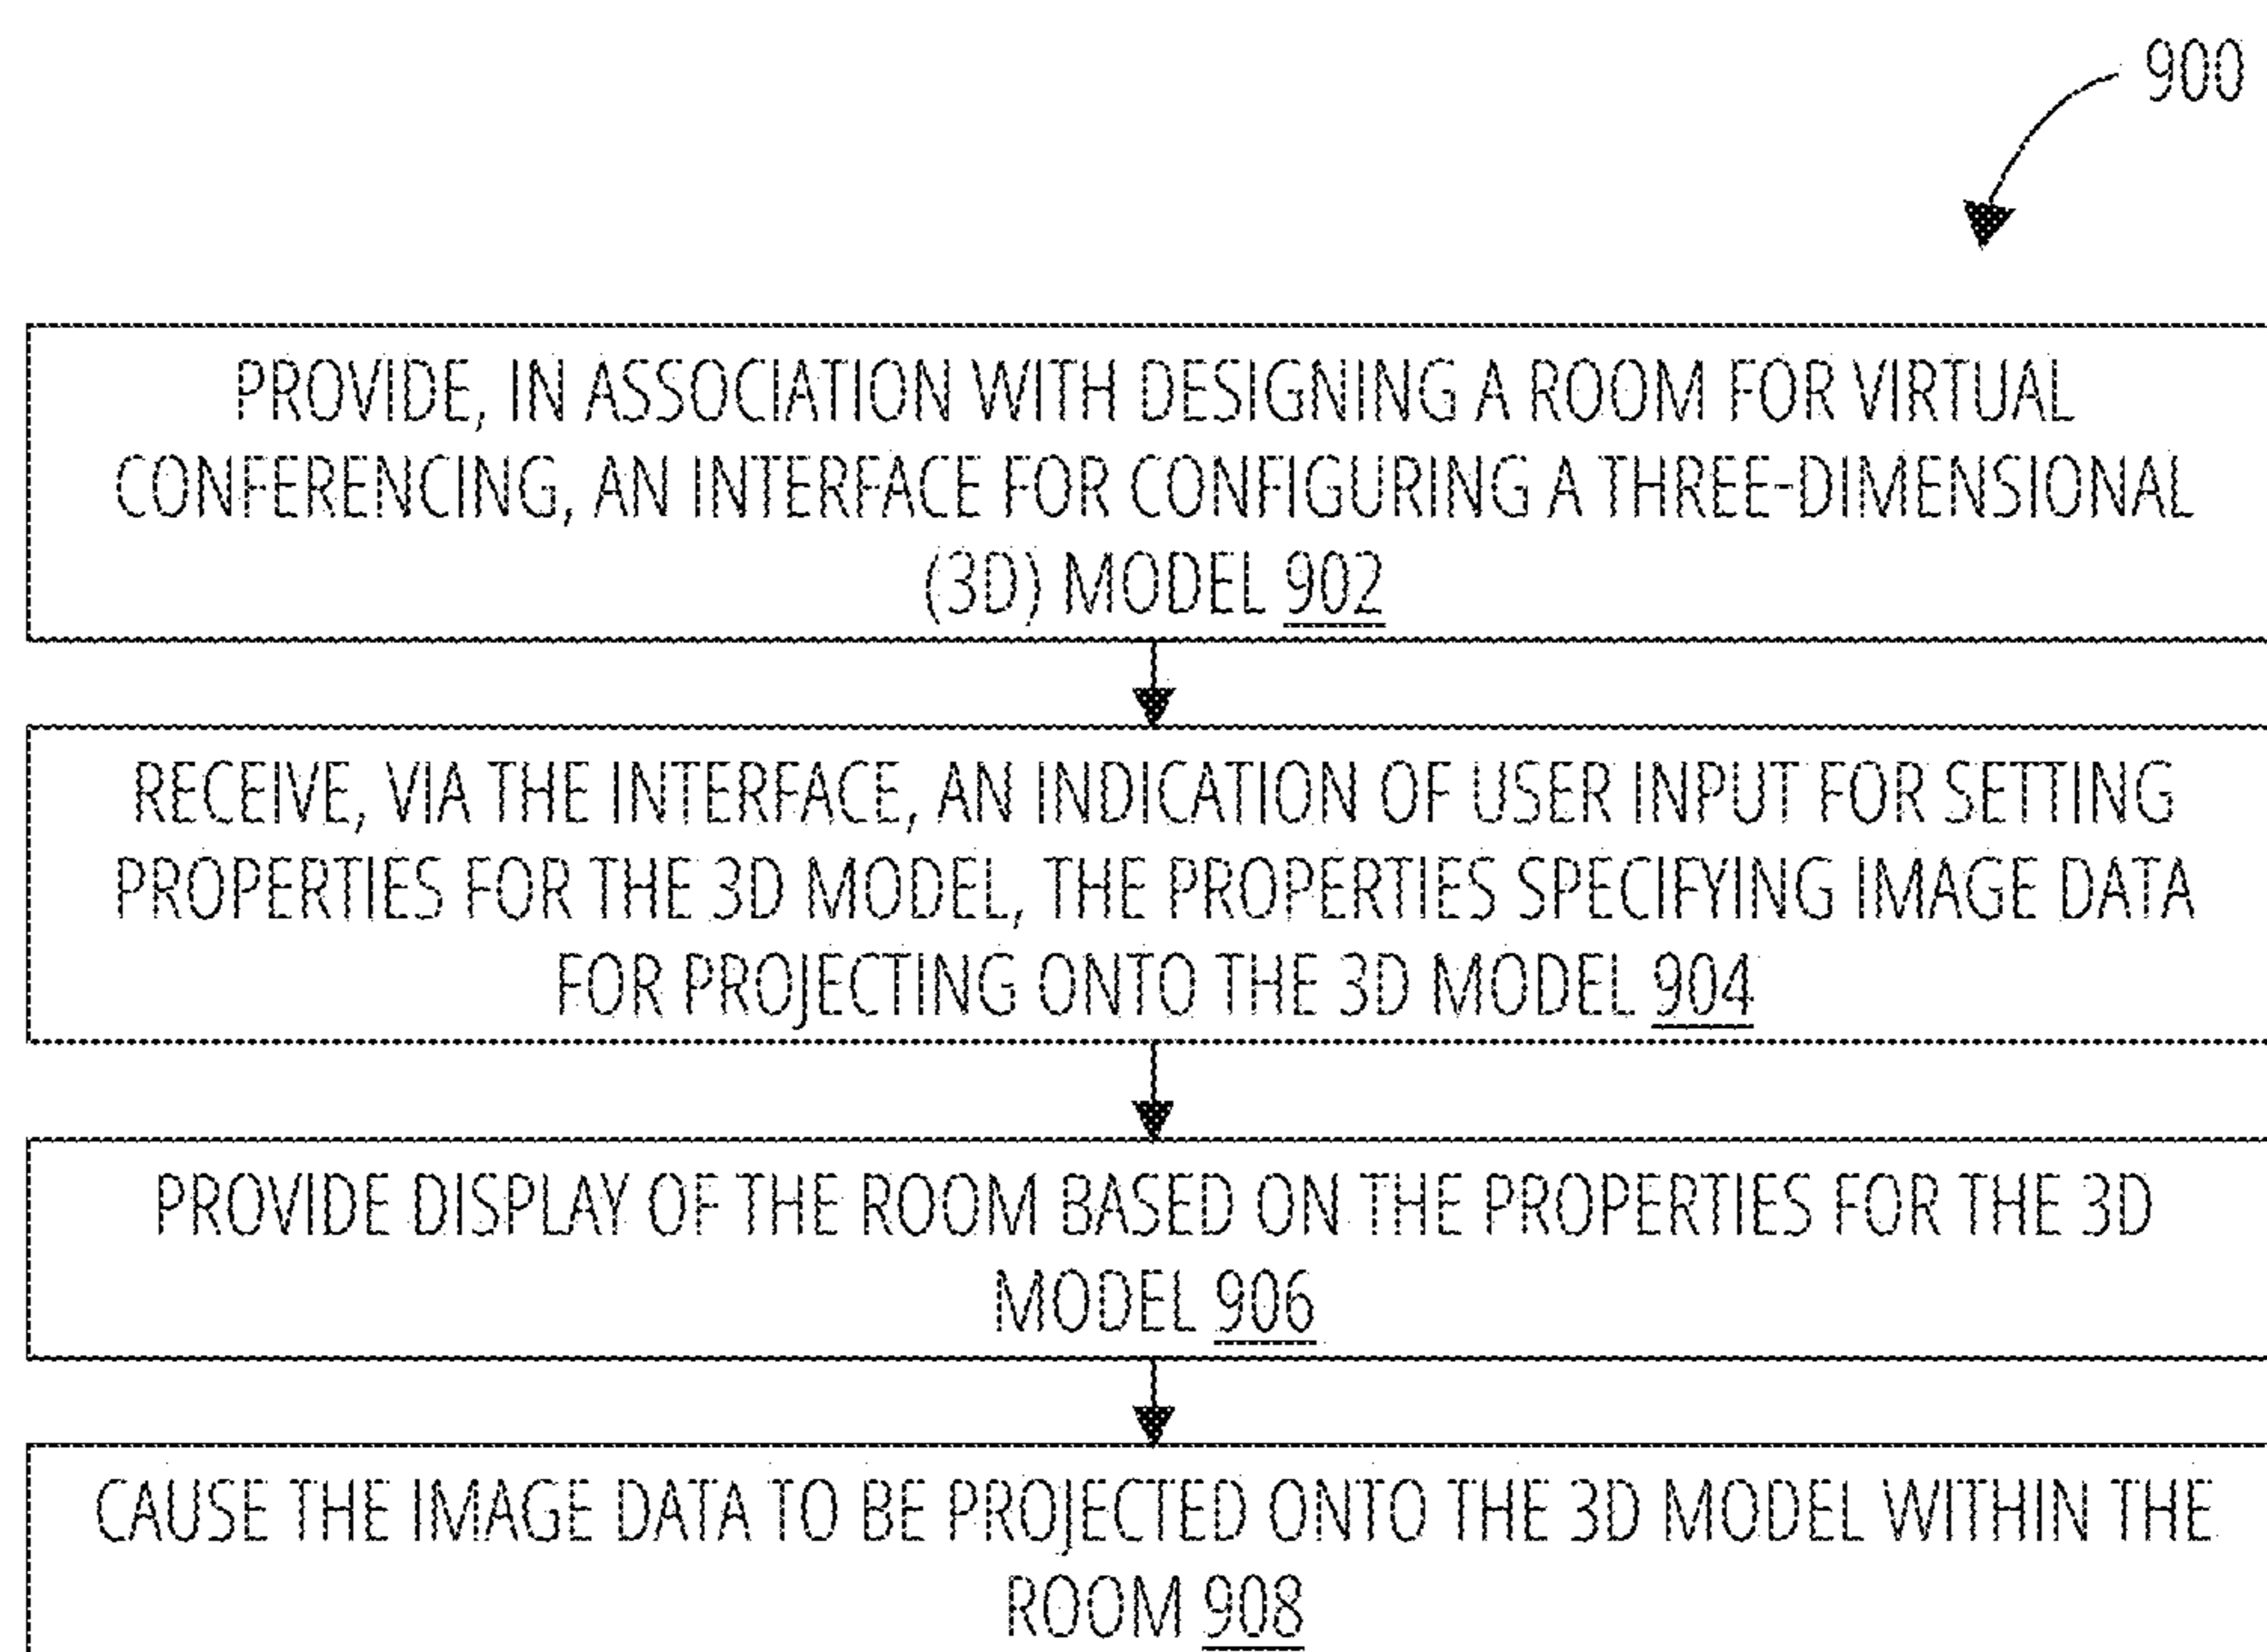 900
PROVIDE, IN ASSOCIATION WITH DESIGNING A ROOM FOR VIRTUAL
CONFERENCING, AN INTERFACE FOR CONFIGURING A THREE-DIMENSIONAL
(3D) MODEL 902
RECEIVE, VIA THE INTERFACE, AN INDICATION OF USER INPUT FOR SETTING
PROPERTIES FOR THE 3D MODEL, THE PROPERTIES SPECIFYING IMAGE DATA
FOR PROJECTING ONTO THE 3D MODEL 904
PROVIDE DISPLAY OF THE ROOM BASED ON THE PROPERTIES FOR THE 3D
MODEL 906
CAUSE THE IMAGE DATA TO BE PROJECTED ONTO THE 3D MODEL WITHIN THE
ROOM 908